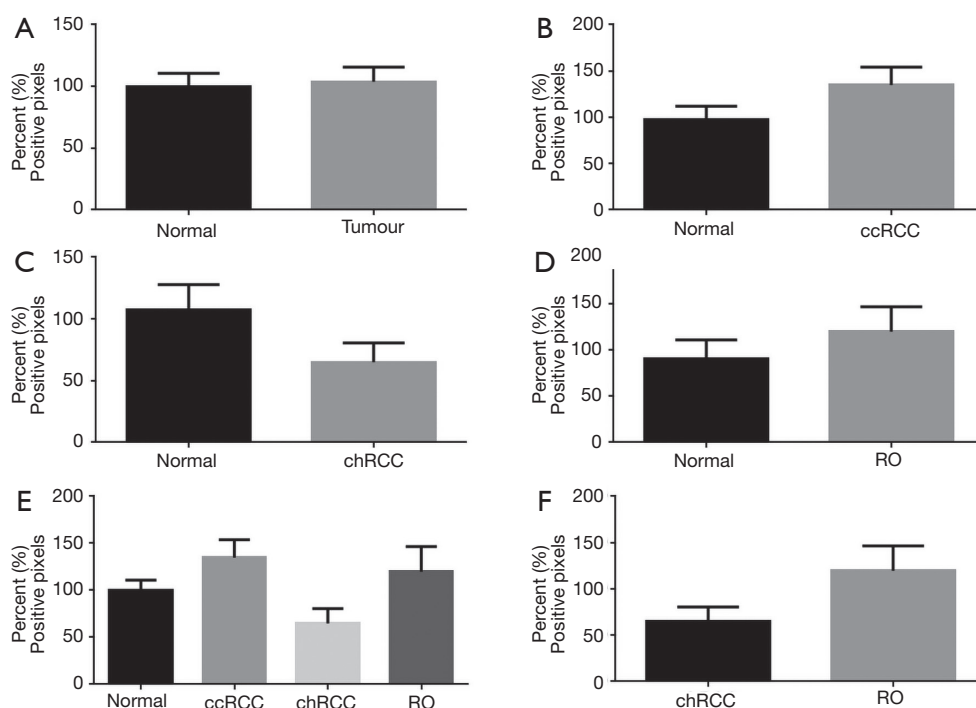 A
Percent (%)
Positive pixels
150
100
50
0
Normal
Tumour
B
Percent (%)
Positive pixels
200
150
100
50
0
Normal
ccRCC
C
Percent (%)
Positive pixels
150
100
50
0
Normal
chRCC
D
Percent (%)
Positive pixels
200
150
100
50
0
Normal
RO
E
Percent (%)
Positive pixels
200
150
100
50
0
Normal
ccRCC
chRCC
RO
F
Percent (%)
Positive pixels
200
150
100
50
0
chRCC
RO